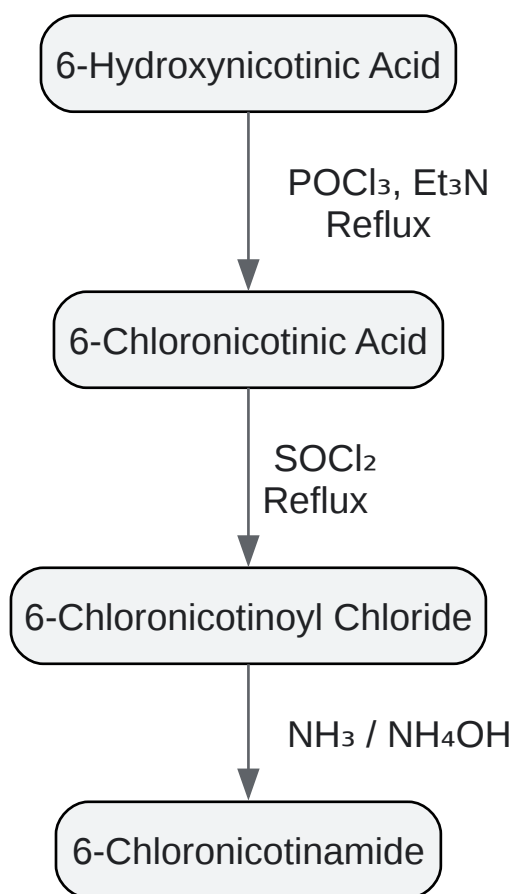 6-Hydroxynicotinic Acid
POCl₃, Et₃N
Reflux
6-Chloronicotinic Acid
SOCl₂
Reflux
6-Chloronicotinoyl Chloride
NH₃ / NH₄OH
6-Chloronicotinamide